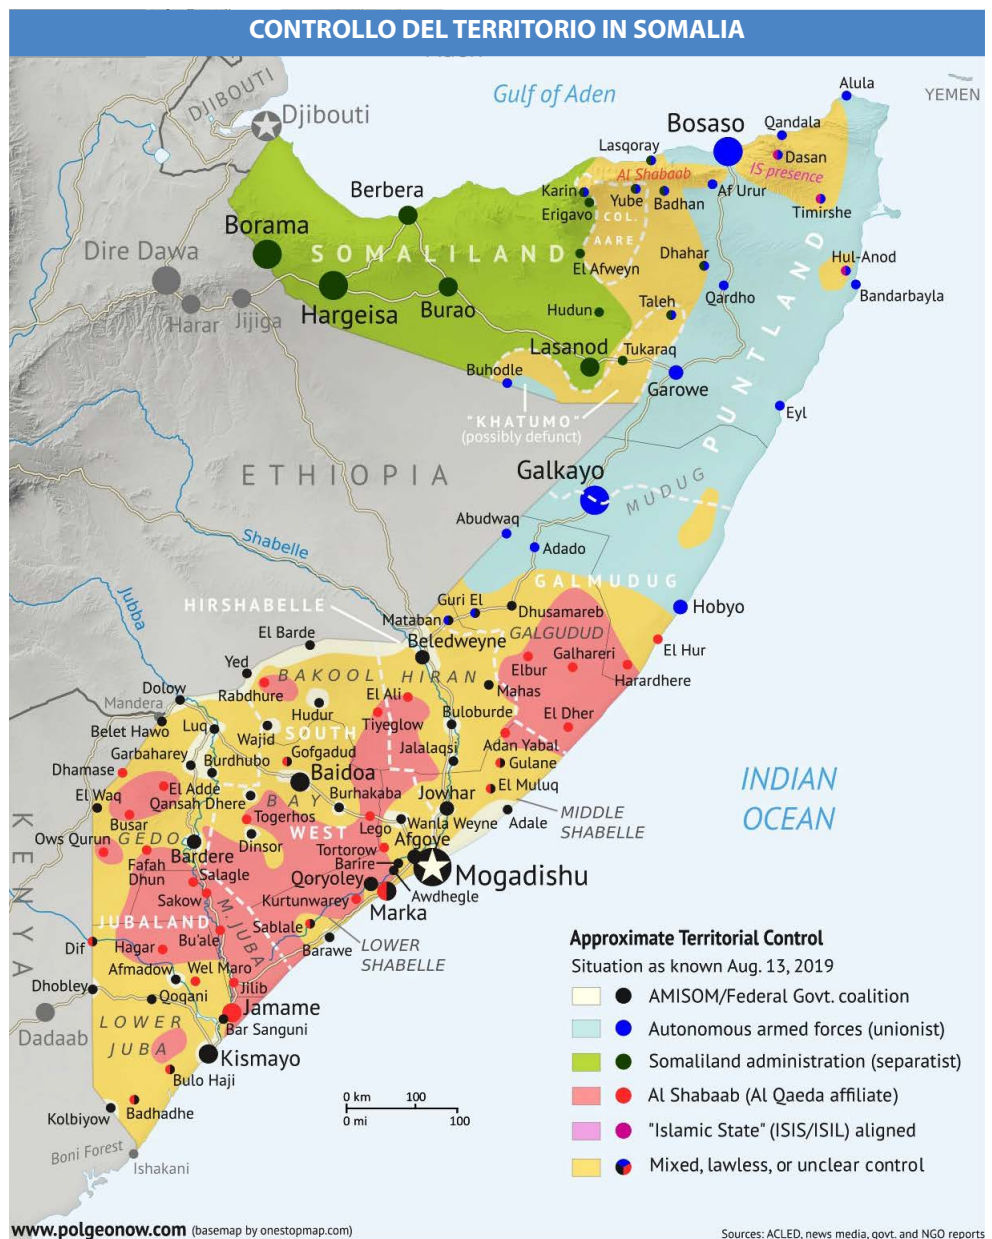 CONTROLLO DEL TERRITORIO IN SOMALIA
DJIBOUTI
Djibouti
Gulf of Aden
YEMEN
Alula
Bosaso
Qandala
Lasqoray
Dasan
Al Shabaab
IS presence
Berbera
Karin
Yube
Badhan
Af Urur
Timirshe
Erigavo
COL.
AARE
Borama
SOMALILAND
Dire Dawa
El Afweyn
Dhahar
Hul-Anod
Qardho
Bandarbayla
Harar
Jijiga
Hargeisa
Burao
Hudun
Taleh
PUNTLAND
Lasanod
Tukaraq
Buhodle
Garowe
"KHATUMO"
(possibly defunct)
Eyl
ETHIOPIA
Galkayo
MUDUG
Abudwaq
Shabelle
Adado
Jubba
GALMUDUG
HIRSHABELLE
Guri El
Dhusamareb
Hobyo
Mataban
El Barde
Beledweyne
GALGUDUD
El Hur
Yed
Elbur
Galhareri
Harardhere
BAKOOL
HIRAN
Dolow
Rabdhure
El Ali
Mahas
Mandera
Hudur
Belet Hawo
Luq
Wajid
SOUTH
Tiyeglow
Buloburde
El Dher
Garbaharey
Burdhubo
Gofgadud
Jalalaqsi
Adan Yabal
Dhamase
Baidoa
Gulane
INDIAN
OCEAN
El Waq
El Adde
Qansah Dhere
BAY
Burhakaba
Jowhar
El Muluq
Busar
Togerhos
Lego
Wanla Weyne
Adale
MIDDLE
SHABELLE
Ows Qurun
GEDO
Dinsor
WEST
Afgoye
Bardere
Tortorow
Fafah
Dhun
Salagle
Barire
Mogadishu
Qoryoley
Sakow
Kurtunwarey
Awdhegle
Marka
KENYA
JUBALAND
M. JUBA
Sablale
LOWER
SHABELLE
Dif
Hagar
Bu'ale
Barawe
Afmadow
Wel Maro
Dhobley
Qoqani
Jilib
Dadaab
Jamame
LOWER
JUBA
Bar Sanguni
Kismayo
Bulo Haji
Kolbiyow
Badhadhe
Boni Forest
Ishakani
0 km 100
0 mi 100
Approximate Territorial Control
Situation as known Aug. 13, 2019
AMISOM/Federal Govt. coalition
Autonomous armed forces (unionist)
Somaliland administration (separatist)
Al Shabaab (Al Qaeda affiliate)
"Islamic State" (ISIS/ISIL) aligned
Mixed, lawless, or unclear control
www.polgeonow.com (basemap by onestopmap.com)
Sources: ACLED, news media, govt. and NGO reports